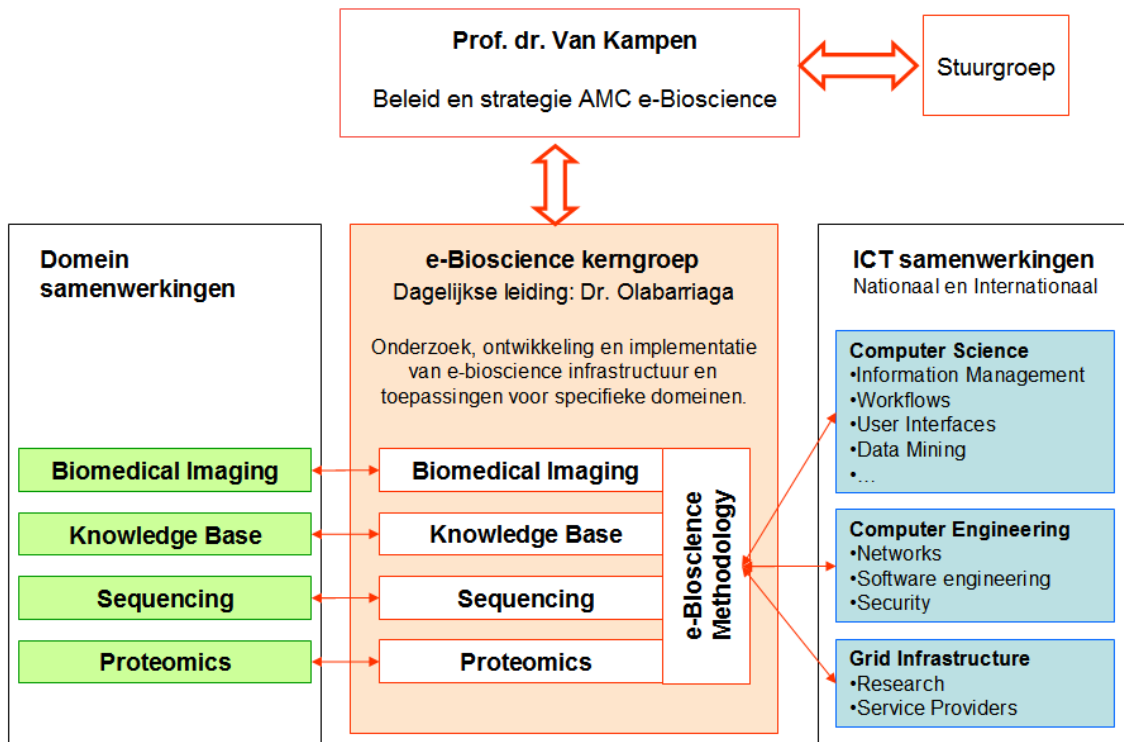 Prof. dr. Van Kampen
Beleid en strategie AMC e-Bioscience
Stuurgroep
Domein
samenwerkingen
Biomedical Imaging
Knowledge Base
Sequencing
Proteomics
e-Bioscience kerngroep
Dagelijkse leiding: Dr. Olabarriaga
Onderzoek, ontwikkeling en implementatie
van e-bioscience infrastructuur en
toepassingen voor specifieke domeinen.
Biomedical Imaging
Knowledge Base
Sequencing
Proteomics
e-BIoscience
Methodology
ICT samenwerkingen
Nationaal en Internationaal
Computer Science
•Information Management
•Workflows
•User Interfaces
•Data Mining
•…
Computer Engineering
•Networks
•Software engineering
•Security
Grid Infrastructure
•Research
•Service Providers